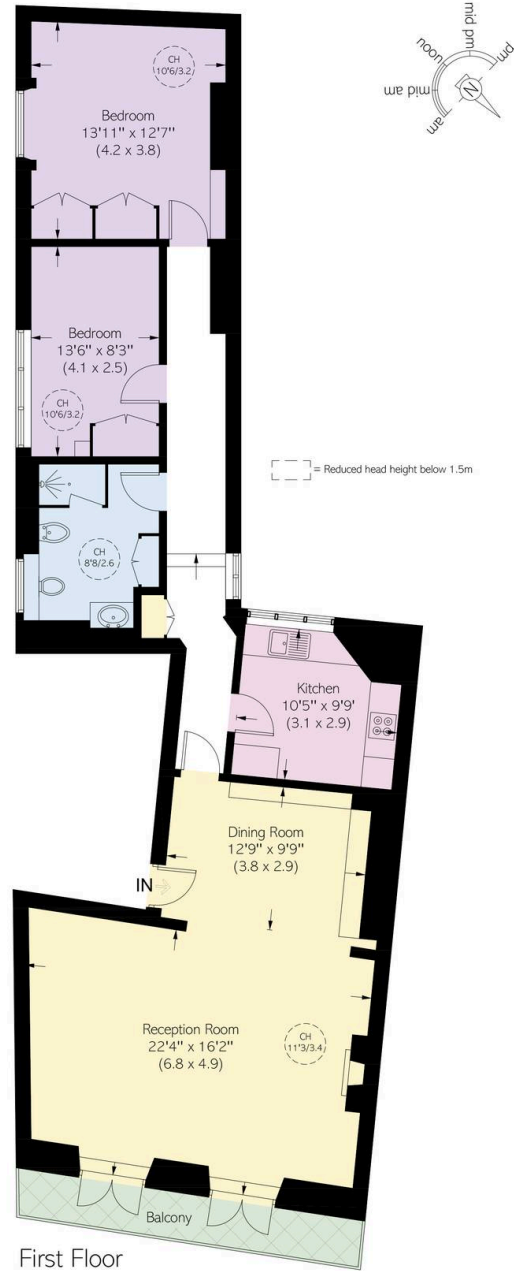 mid pm
pm
noon
mid am
am
N
CH
10'6/3.2
Bedroom
13'11" x 12'7"
(4.2 x 3.8)
Bedroom
13'6" x 8'3"
(4.1 x 2.5)
CH
10'6/3.2
= Reduced head height below 1.5m
CH
8'8/2.6
Kitchen
10'5" x 9'9'
(3.1 x 2.9)
Dining Room
12'9" x 9'9"
(3.8 x 2.9)
IN
Reception Room
22'4" x 16'2"
(6.8 x 4.9)
CH
11'3/3.4
Balcony
First Floor